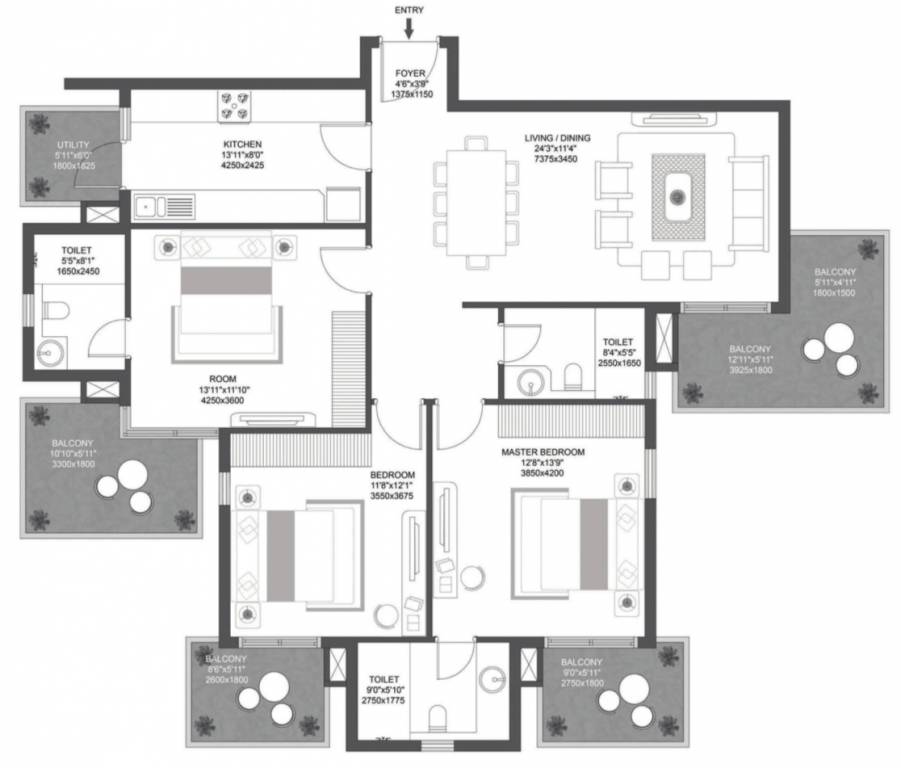 ENTRY
FOYER
4'6"x3'9"
1375x1150
UTILITY
5'11"x6'0"
1800x1825
KITCHEN
13'11"x8'0"
4250x2425
LIVING / DINING
24'3"x11'4"
7375x3450
TOILET
5'5"x8'1"
1650x2450
BALCONY
5'11"x4'11"
1800x1500
BALCONY
12'11"x5'11"
3925x1800
TOILET
8'4"x5'5"
2550x1650
ROOM
13'11"x11'10"
4250x3600
BALCONY
10'10"x5'11"
3300x1800
BEDROOM
11'8"x12'1"
3550x3675
MASTER BEDROOM
12'8"x13'9"
3850x4200
BALCONY
8'6"x5'11"
2600x1800
TOILET
9'0"x5'10"
2750x1775
BALCONY
9'0"x5'11"
2750x1800